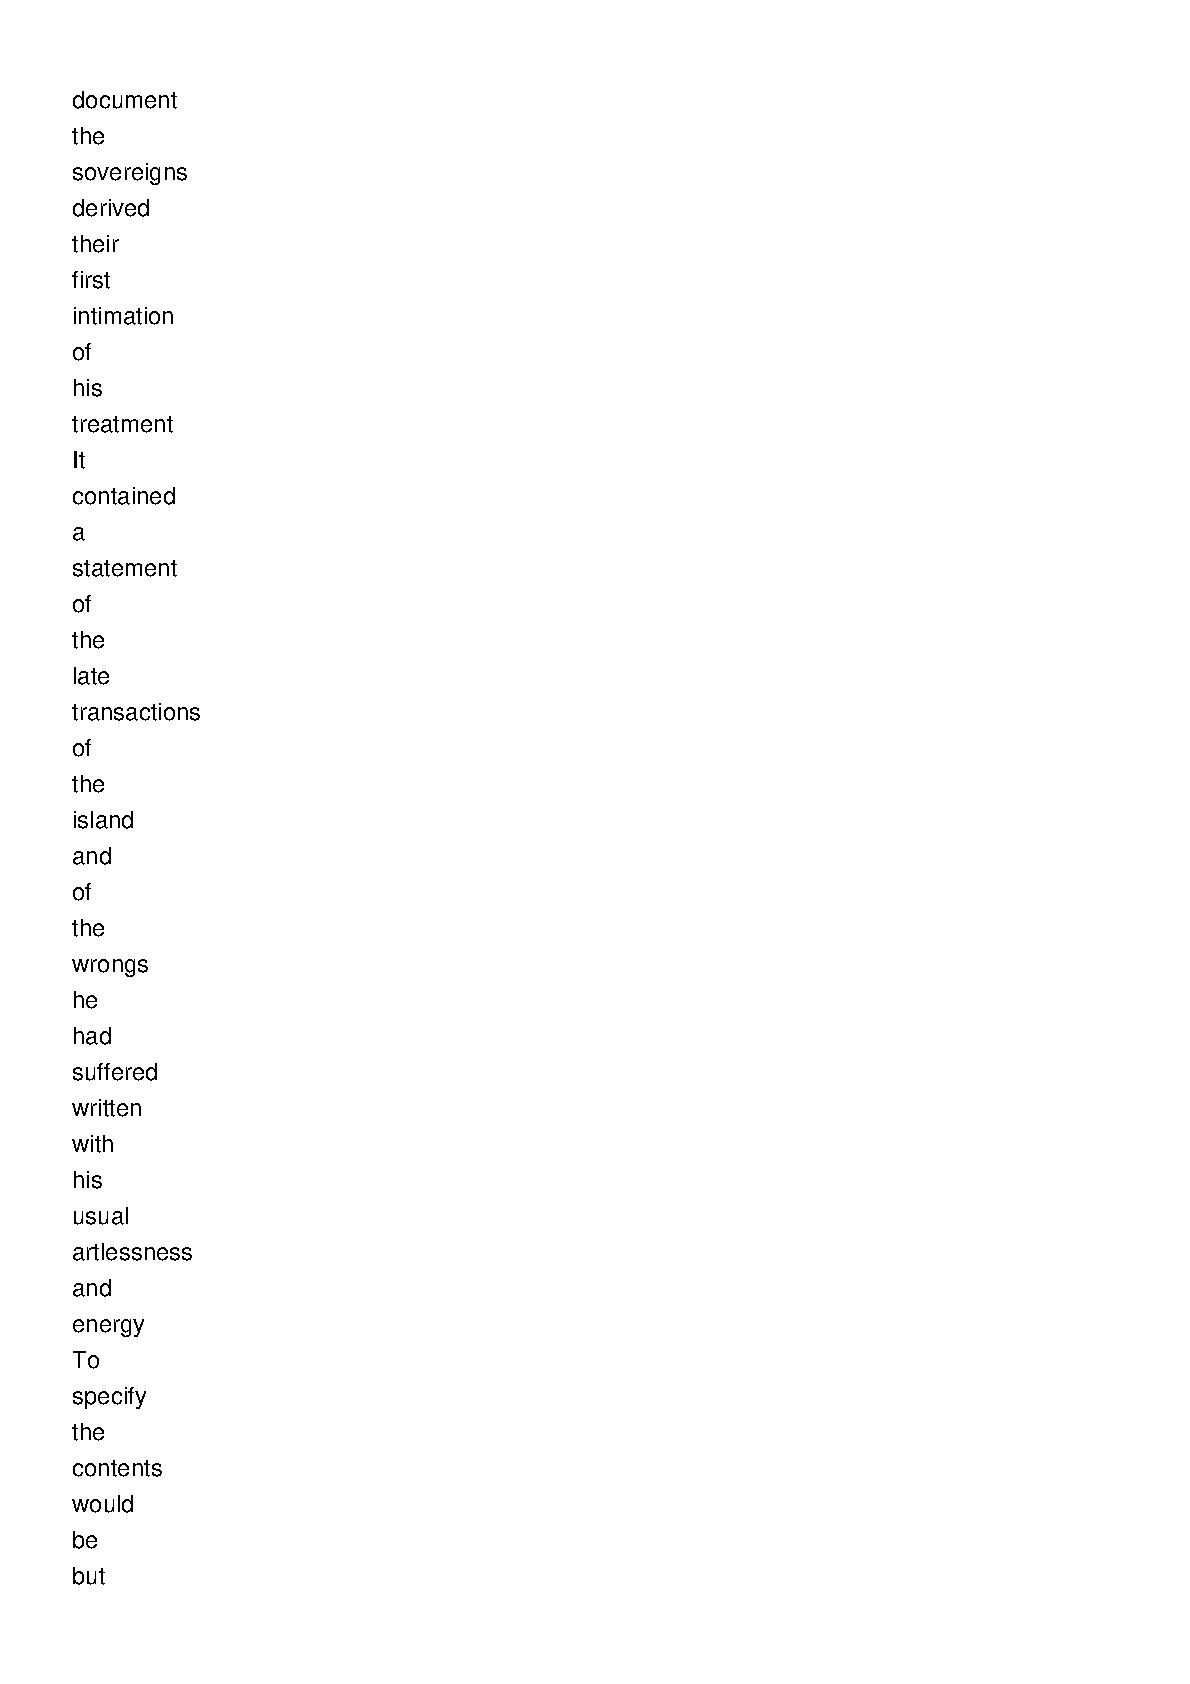 document
the
sovereigns
derived
their
first
intimation
of
his
treatment
It
contained
a
statement
of
the
late
transactions
of
the
island
and
of
the
wrongs
he
had
suffered
written
with
his
usual
artlessness
and
energy
To
specify
the
contents
would
be
but